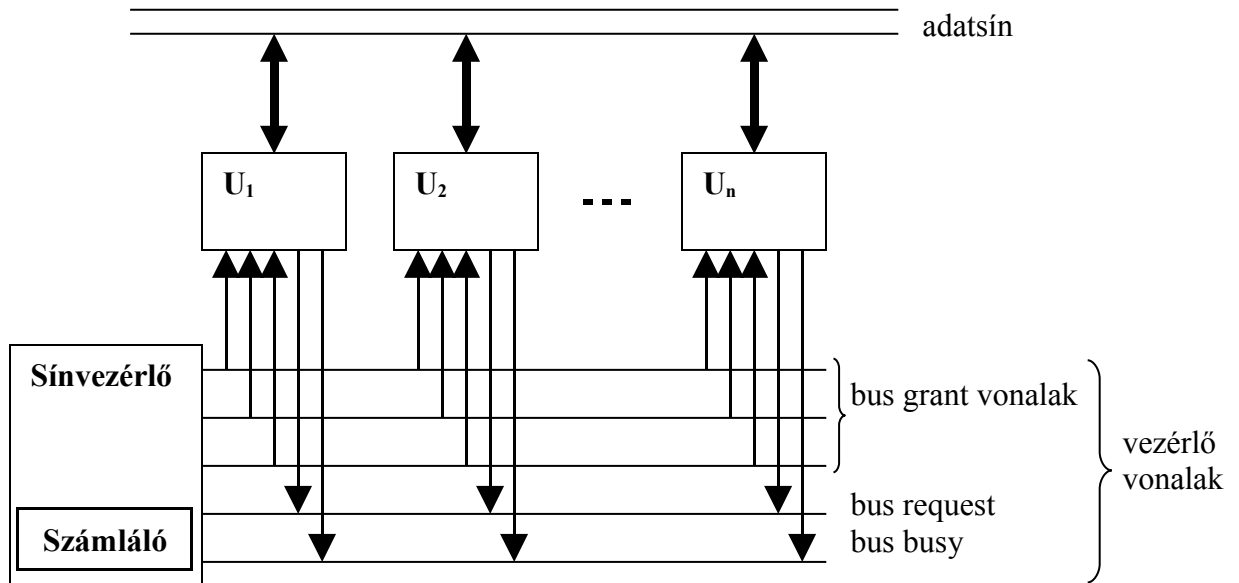 adatsín
U₁
U₂
Uₙ
Sínvezérlő
bus grant vonalak
vezérlő
vonalak
bus request
Számláló
bus busy